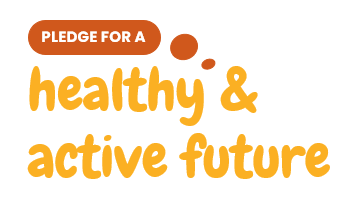 PLEDGE FOR A
healthy &
active future